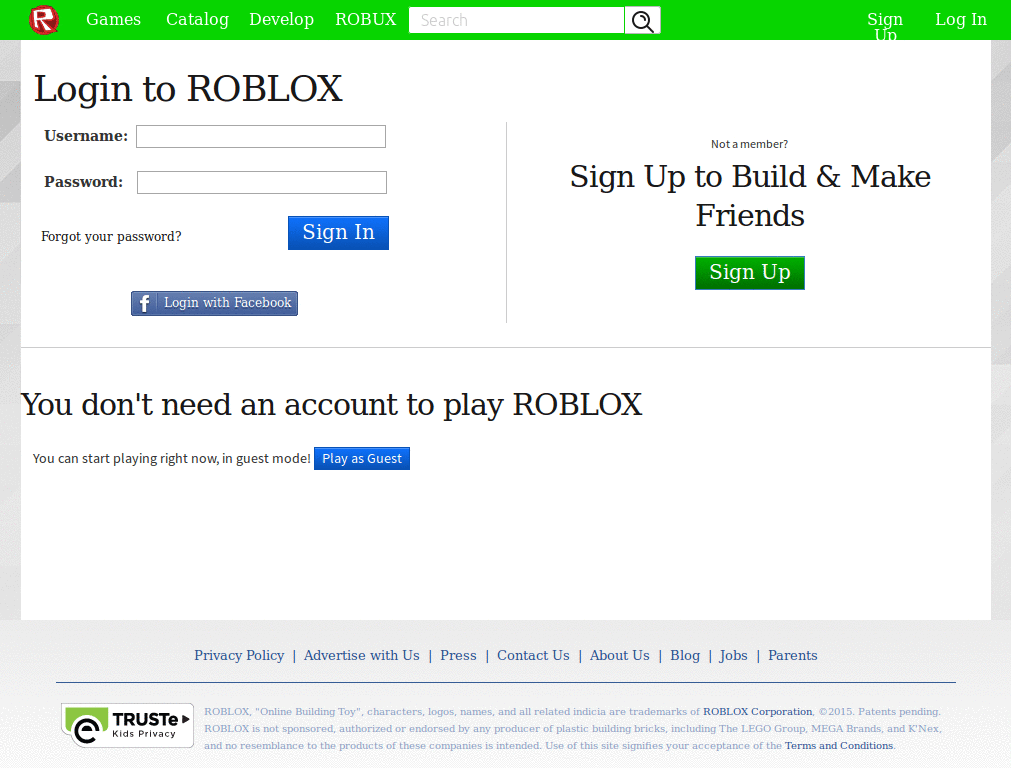 Games Catalog Develop ROBUX Search Sign Up Log In
Login to ROBLOX
Username:
Password:
Forgot your password? Sign In
Login with Facebook
Not a member?
Sign Up to Build & Make
Friends
Sign Up
You don't need an account to play ROBLOX
You can start playing right now, in guest mode! Play as Guest
Privacy Policy | Advertise with Us | Press | Contact Us | About Us | Blog | Jobs | Parents
TRUSTe
Kids Privacy
ROBLOX, "Online Building Toy", characters, logos, names, and all related indicia are trademarks of ROBLOX Corporation, ©2015. Patents pending.
ROBLOX is not sponsored, authorized or endorsed by any producer of plastic building bricks, including The LEGO Group, MEGA Brands, and K'Nex,
and no resemblance to the products of these companies is intended. Use of this site signifies your acceptance of the Terms and Conditions.